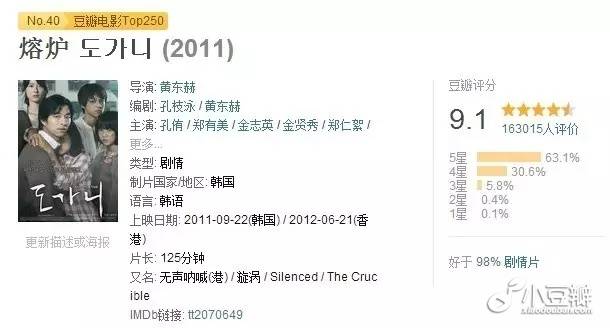 No.40 豆瓣电影Top250
熔炉 도가니 (2011)
도가니
更新描述或海报
导演: 黄东赫
编剧: 孔枝泳 / 黄东赫
主演: 孔侑 / 郑有美 / 金志英 / 金贤秀 / 郑仁絮 /
更多...
类型: 剧情
制片国家/地区: 韩国
语言: 韩语
上映日期: 2011-09-22(韩国) / 2012-06-21(香
港)
片长: 125分钟
又名: 无声呐喊(港) / 漩涡 / Silenced / The Cruc
ible
IMDb链接: tt2070649
豆瓣评分
9.1
163015人评价
5星 63.1%
4星 30.6%
3星 5.8%
2星 0.4%
1星 0.1%
好于 98% 剧情片
小豆瓣
xiaodouban.com